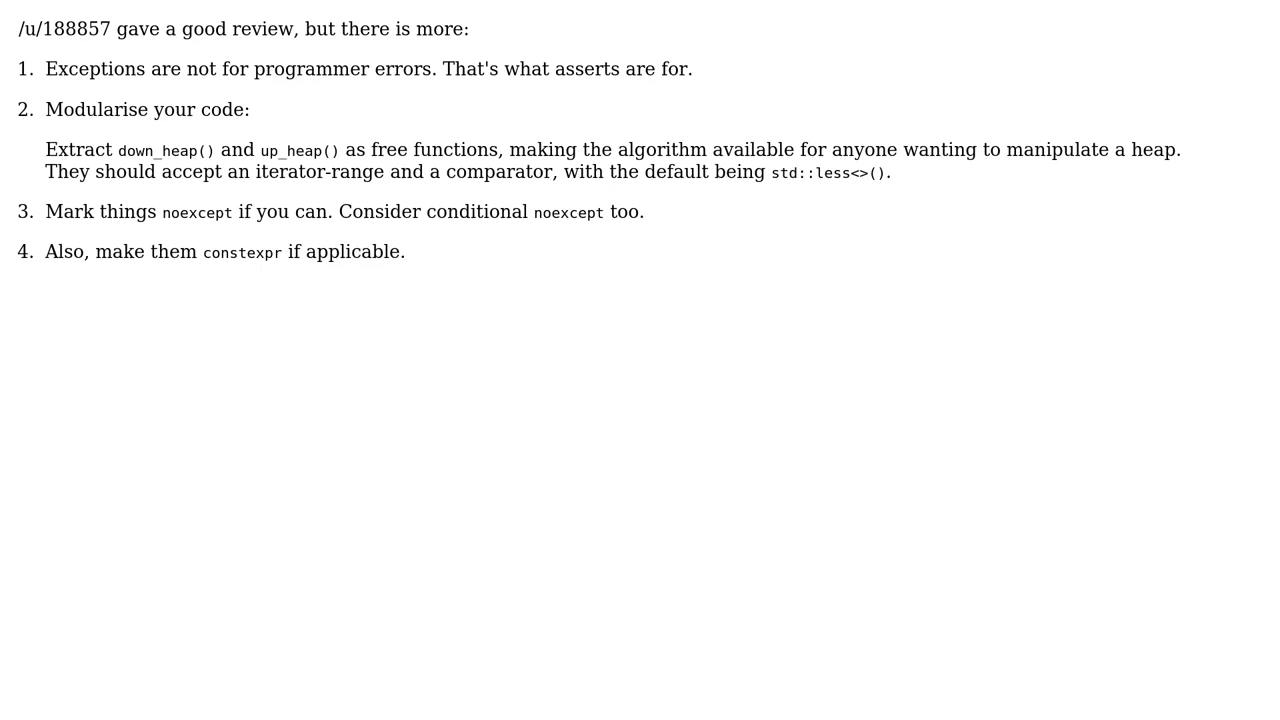 /u/188857 gave a good review, but there is more:
1. Exceptions are not for programmer errors. That's what asserts are for.
2. Modularise your code:
Extract down_heap() and up_heap() as free functions, making the algorithm available for anyone wanting to manipulate a heap.
They should accept an iterator-range and a comparator, with the default being std::less<>().
3. Mark things noexcept if you can. Consider conditional noexcept too.
4. Also, make them constexpr if applicable.